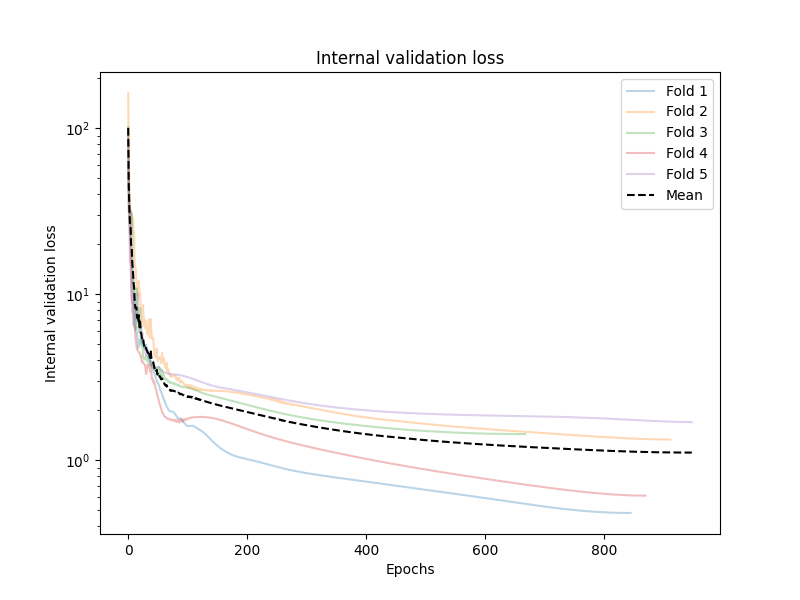 Internal validation loss
Fold 1
Fold 2
Fold 3
Fold 4
Fold 5
Mean
Internal validation loss
10²
10¹
10⁰
0
200
400
600
800
Epochs